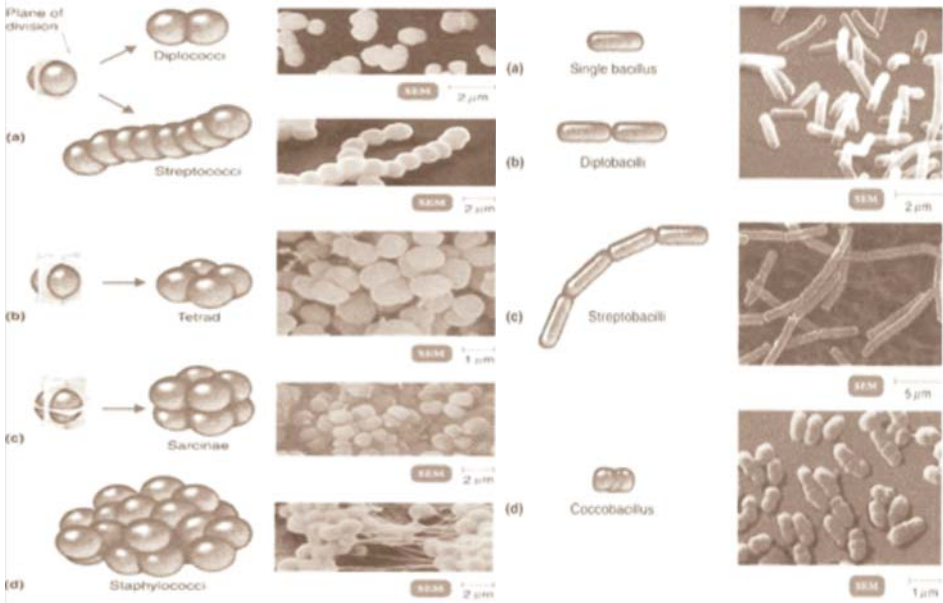 Plane of
division
Diplococci
SEM
2 µm
(a)
Streptococci
SEM
2 µm
(b)
Tetrad
SEM
1 µm
(c)
Sarcinae
SEM
2 µm
(d)
Staphylococci
SEM
2 µm
(a)
Single bacillus
(b)
Diplobacilli
SEM
2 µm
(c)
Streptobacilli
SEM
5 µm
(d)
Coccobacillus
SEM
1 µm